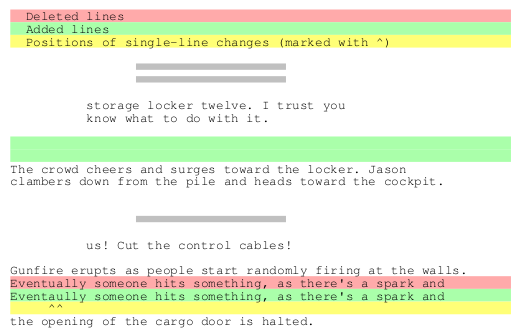 Deleted lines
Added lines
Positions of single-line changes (marked with ^)
storage locker twelve. I trust you
know what to do with it.
The crowd cheers and surges toward the locker. Jason
clambers down from the pile and heads toward the cockpit.
us! Cut the control cables!
Gunfire erupts as people start randomly firing at the walls.
Eventually someone hits something, as there's a spark and
Eventaully someone hits something, as there's a spark and
^^
the opening of the cargo door is halted.